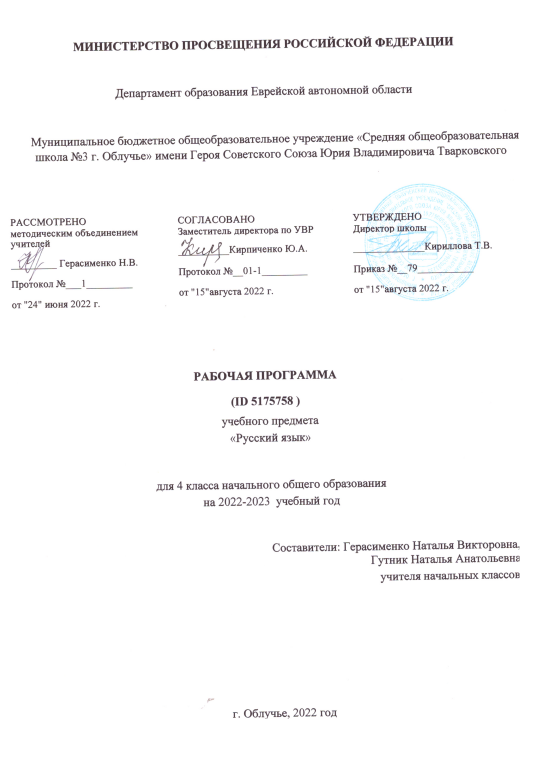 МИНИСТЕРСТВО ПРОСВЕЩЕНИЯ РОССИЙСКОЙ ФЕДЕРАЦИИ
Департамент образования Еврейской автономной области
Муниципальное бюджетное общеобразовательное учреждение «Средняя общеобразовательная
школа №3 г. Облучье» имени Героя Советского Союза Юрия Владимировича Тварковского
РАССМОТРЕНО
методическим объединением
учителей
Герасименко Н.В.
Протокол №___1_________
от "24" июня 2022 г.
СОГЛАСОВАНО
Заместитель директора по УВР
Кирпиченко Ю.А.
Протокол №__01-1_________
от "15"августа 2022 г.
УТВЕРЖДЕНО
Директор школы
Кириллова Т.В.
Приказ №__79___________
от "15"августа 2022 г.
РАБОЧАЯ ПРОГРАММА
(ID 5175758 )
учебного предмета
«Русский язык»
для 4 класса начального общего образования
на 2022-2023 учебный год
Составители: Герасименко Наталья Викторовна,
Гутник Наталья Анатольевна
учителя начальных классов
г. Облучье, 2022 год